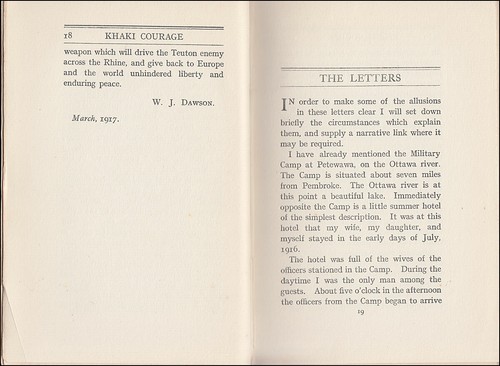 18 KHAKI COURAGE
weapon which will drive the Teuton enemy
across the Rhine, and give back to Europe
and the world unhindered liberty and
enduring peace.
W. J. DAWSON.
March, 1917.
THE LETTERS
IN order to make some of the allusions
in these letters clear I will set down
briefly the circumstances which explain
them, and supply a narrative link where it
may be required.
I have already mentioned the Military
Camp at Petewawa, on the Ottawa river.
The Camp is situated about seven miles
from Pembroke. The Ottawa river is at
this point a beautiful lake. Immediately
opposite the Camp is a little summer hotel
of the simplest description. It was at this
hotel that my wife, my daughter, and
myself stayed in the early days of July,
1916.
The hotel was full of the wives of the
officers stationed in the Camp. During the
daytime I was the only man among the
guests. About five o'clock in the afternoon
the officers from the Camp began to arrive
19